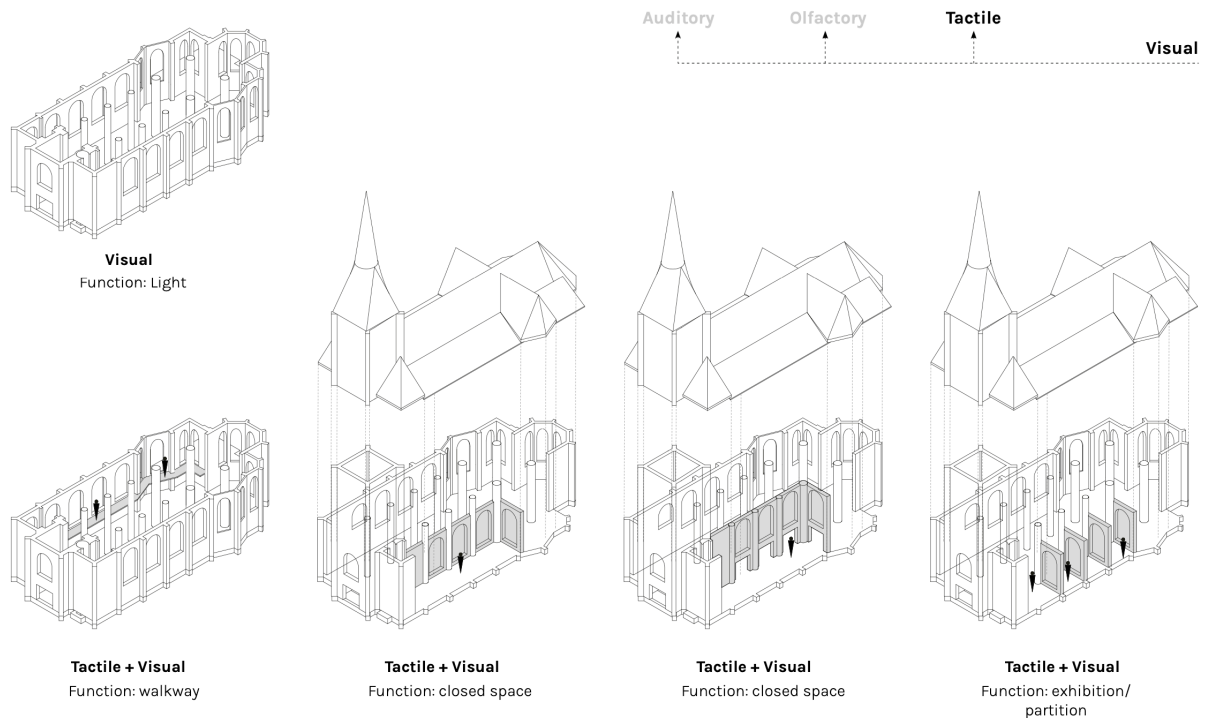 Auditory
Olfactory
Tactile
Visual
Visual
Function: Light
Tactile + Visual
Function: walkway
Tactile + Visual
Function: closed space
Tactile + Visual
Function: closed space
Tactile + Visual
Function: exhibition/
partition